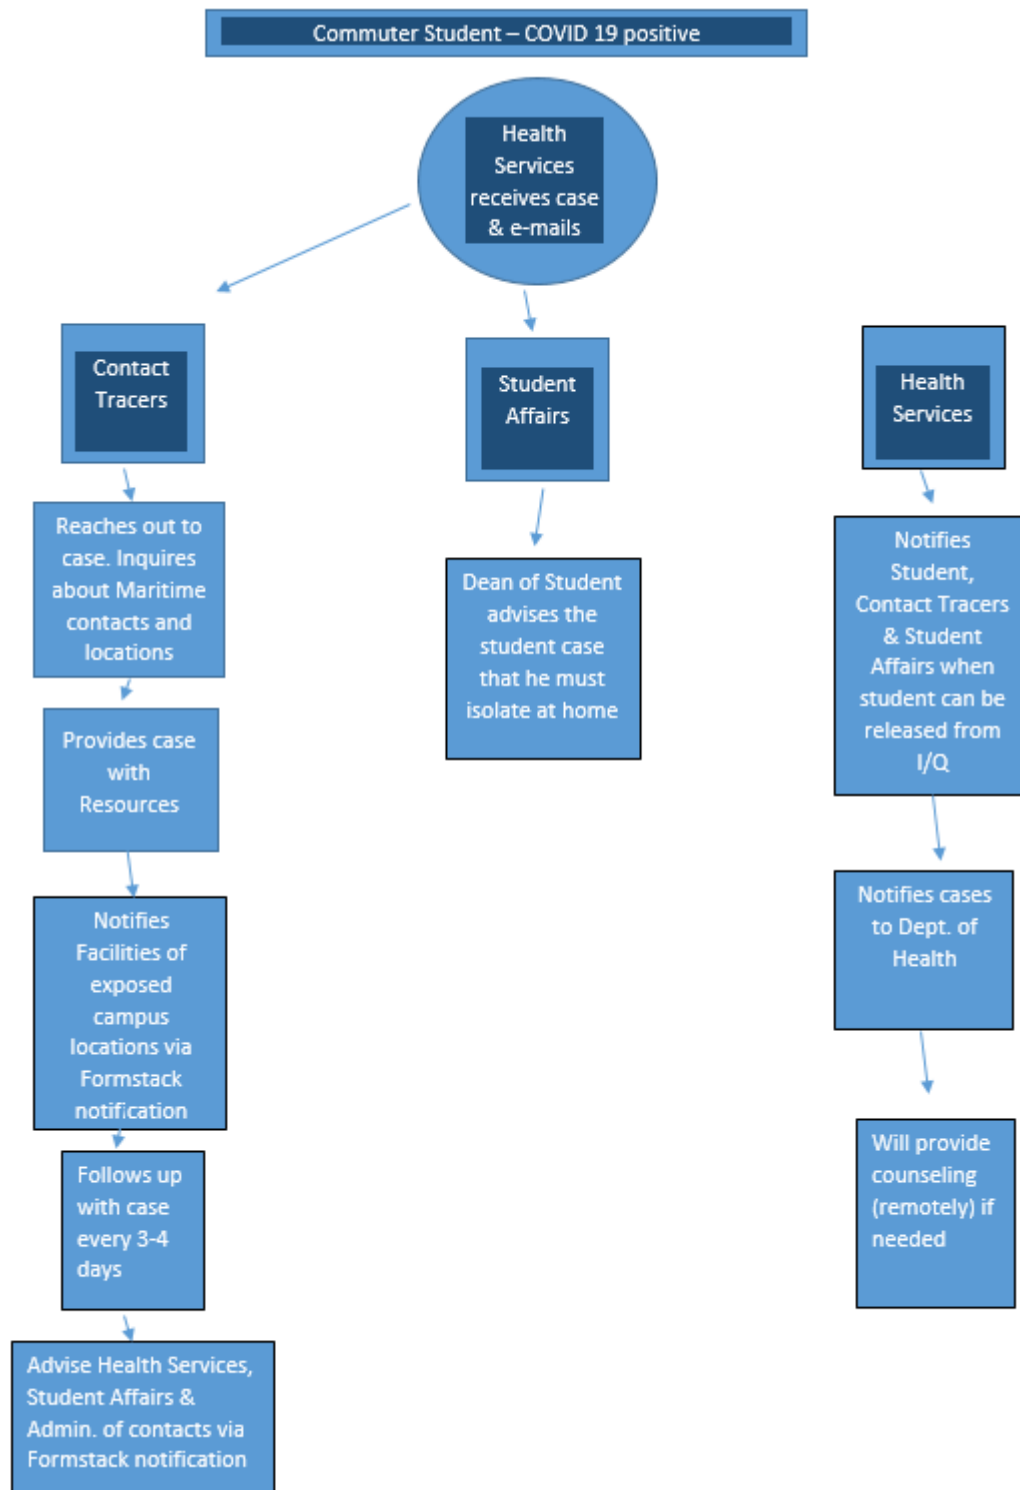 Commuter Student – COVID 19 positive
Health
Services
receives case
& e-mails
Contact
Tracers
Reaches out to
case. Inquires
about Maritime
contacts and
locations
Provides case
with
Resources
Notifies
Facilities of
exposed
campus
locations via
Formstack
notification
Follows up
with case
every 3-4
days
Advise Health Services,
Student Affairs &
Admin. of contacts via
Formstack notification
Student
Affairs
Dean of Student
advises the
student case
that he must
isolate at home
Health
Services
Notifies
Student,
Contact Tracers
& Student
Affairs when
student can be
released from
I/Q
Notifies cases
to Dept. of
Health
Will provide
counseling
(remotely) if
needed